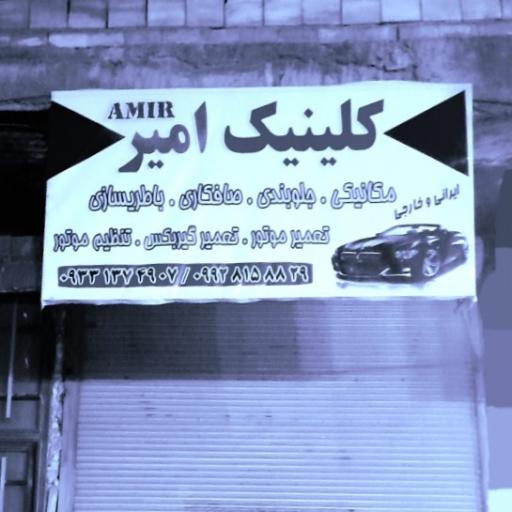 AMIR
کلینیک امیر
ایرانی و خارجی
مکانیکی . جلوبندی . صافکاری . باطریسازی
تعمیر موتور . تعمیر گیربکس . تنظیم موتور
۰۹۳۳ ۱۳۷ ۴۹ ۰۷ / ۰۹۹۲ ۸۱۵ ۸۸ ۲۹